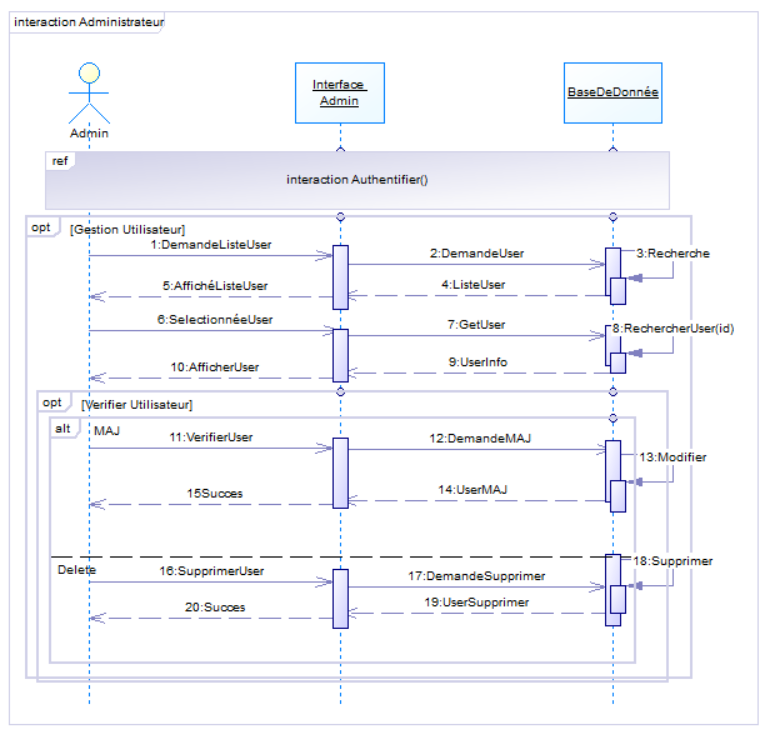 interaction Administrateur
Interface
Admin
BaseDeDonnée
Admin
ref
interaction Authentifier()
opt
[Gestion Utilisateur]
1:DemandeListeUser
2:DemandeUser
3:Recherche
5:AffichéListeUser
4:ListeUser
6:SelectionnéeUser
7:GetUser
8:RechercherUser(id)
10:AfficherUser
9:UserInfo
opt
[Verifier Utilisateur]
alt
MAJ
11:VerifierUser
12:DemandeMAJ
13:Modifier
15Succes
14:UserMAJ
Delete
16:SupprimerUser
17:DemandeSupprimer
18:Supprimer
20:Succes
19:UserSupprimer